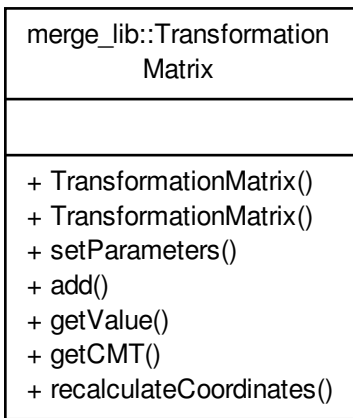 merge_lib::Transformation
Matrix
+ TransformationMatrix()
+ TransformationMatrix()
+ setParameters()
+ add()
+ getValue()
+ getCMT()
+ recalculateCoordinates()